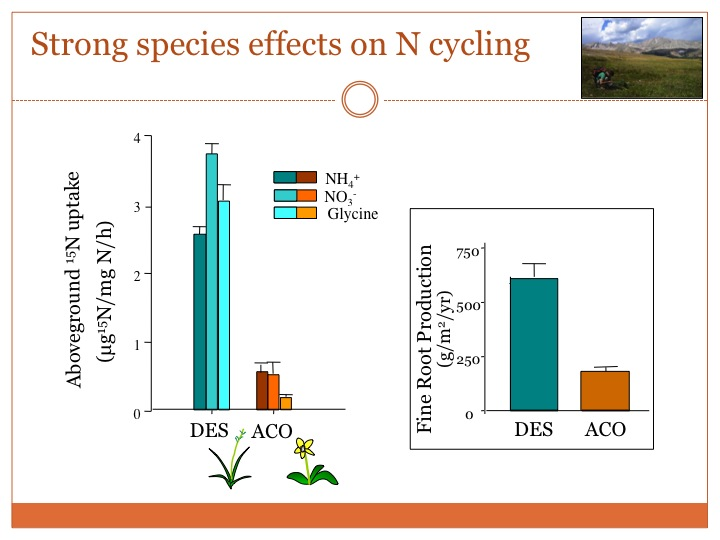 Strong species effects on N cycling
Aboveground ¹⁵N uptake
(µg¹⁵N/mg N/h)
4
3
2
1
0
NH₄⁺
NO₃⁻
Glycine
DES ACO
Fine Root Production
(g/m²/yr)
750
500
250
0
DES ACO